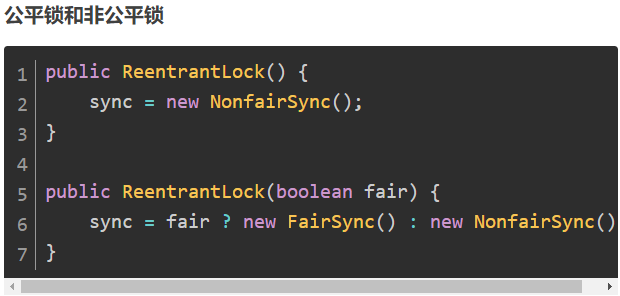 公平锁和非公平锁
1 public ReentrantLock() {
2     sync = new NonfairSync();
3 }
4
5 public ReentrantLock(boolean fair) {
6     sync = fair ? new FairSync() : new NonfairSync()
7 }